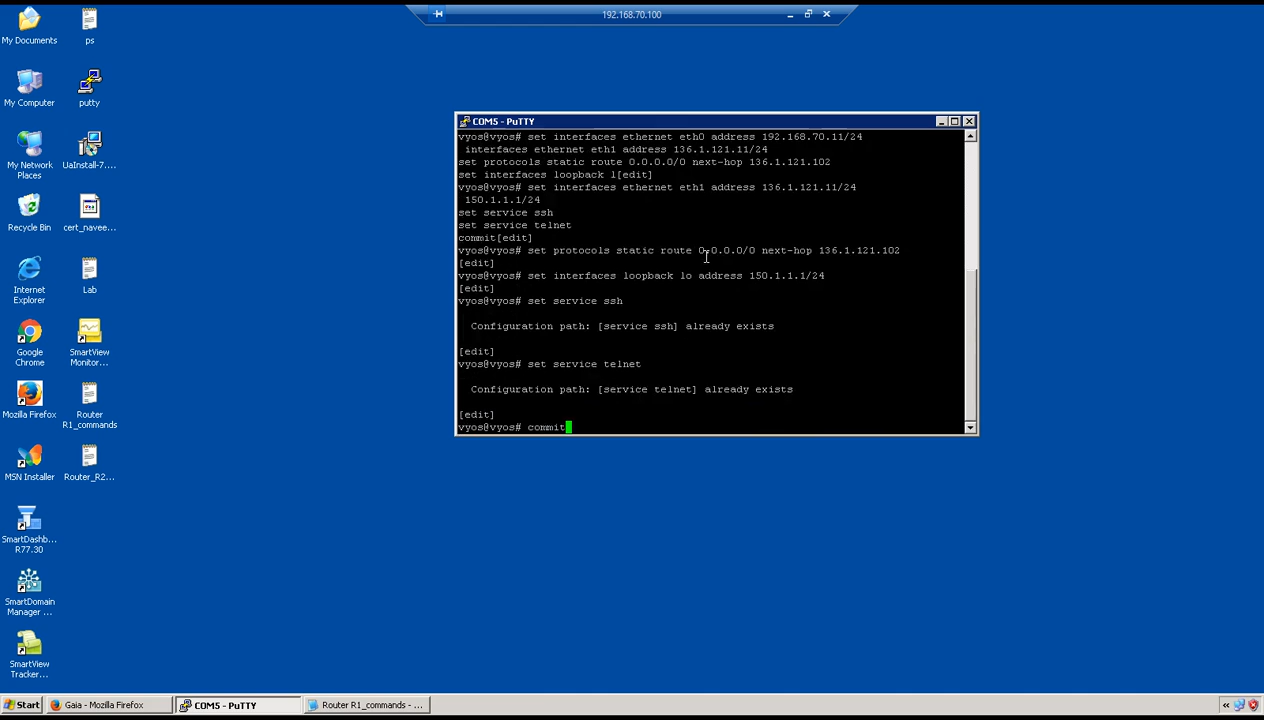 192.168.70.100
My Documents
ps
My Computer
putty
My Network
Places
UaInstall-7....
Recycle Bin
cert_navee...
Internet
Explorer
Lab
Google
Chrome
SmartView
Monitor...
Mozilla Firefox
Router
R1_commands
MSN Installer
Router_R2...
SmartDashb...
R77.30
SmartDomain
Manager ...
SmartView
Tracker...
COM5 - PuTTY
vyos@vyos# set interfaces ethernet eth0 address 192.168.70.11/24
interfaces ethernet eth1 address 136.1.121.11/24
set protocols static route 0.0.0.0/0 next-hop 136.1.121.102
set interfaces loopback l[edit]
vyos@vyos# set interfaces ethernet eth1 address 136.1.121.11/24
150.1.1.1/24
set service ssh
set service telnet
commit[edit]
vyos@vyos# set protocols static route 0.0.0.0/0 next-hop 136.1.121.102
[edit]
vyos@vyos# set interfaces loopback lo address 150.1.1.1/24
[edit]
vyos@vyos# set service ssh
Configuration path: [service ssh] already exists
[edit]
vyos@vyos# set service telnet
Configuration path: [service telnet] already exists
[edit]
vyos@vyos# commit
Start
Gaia - Mozilla Firefox
COM5 - PuTTY
Router R1_commands - ...
«